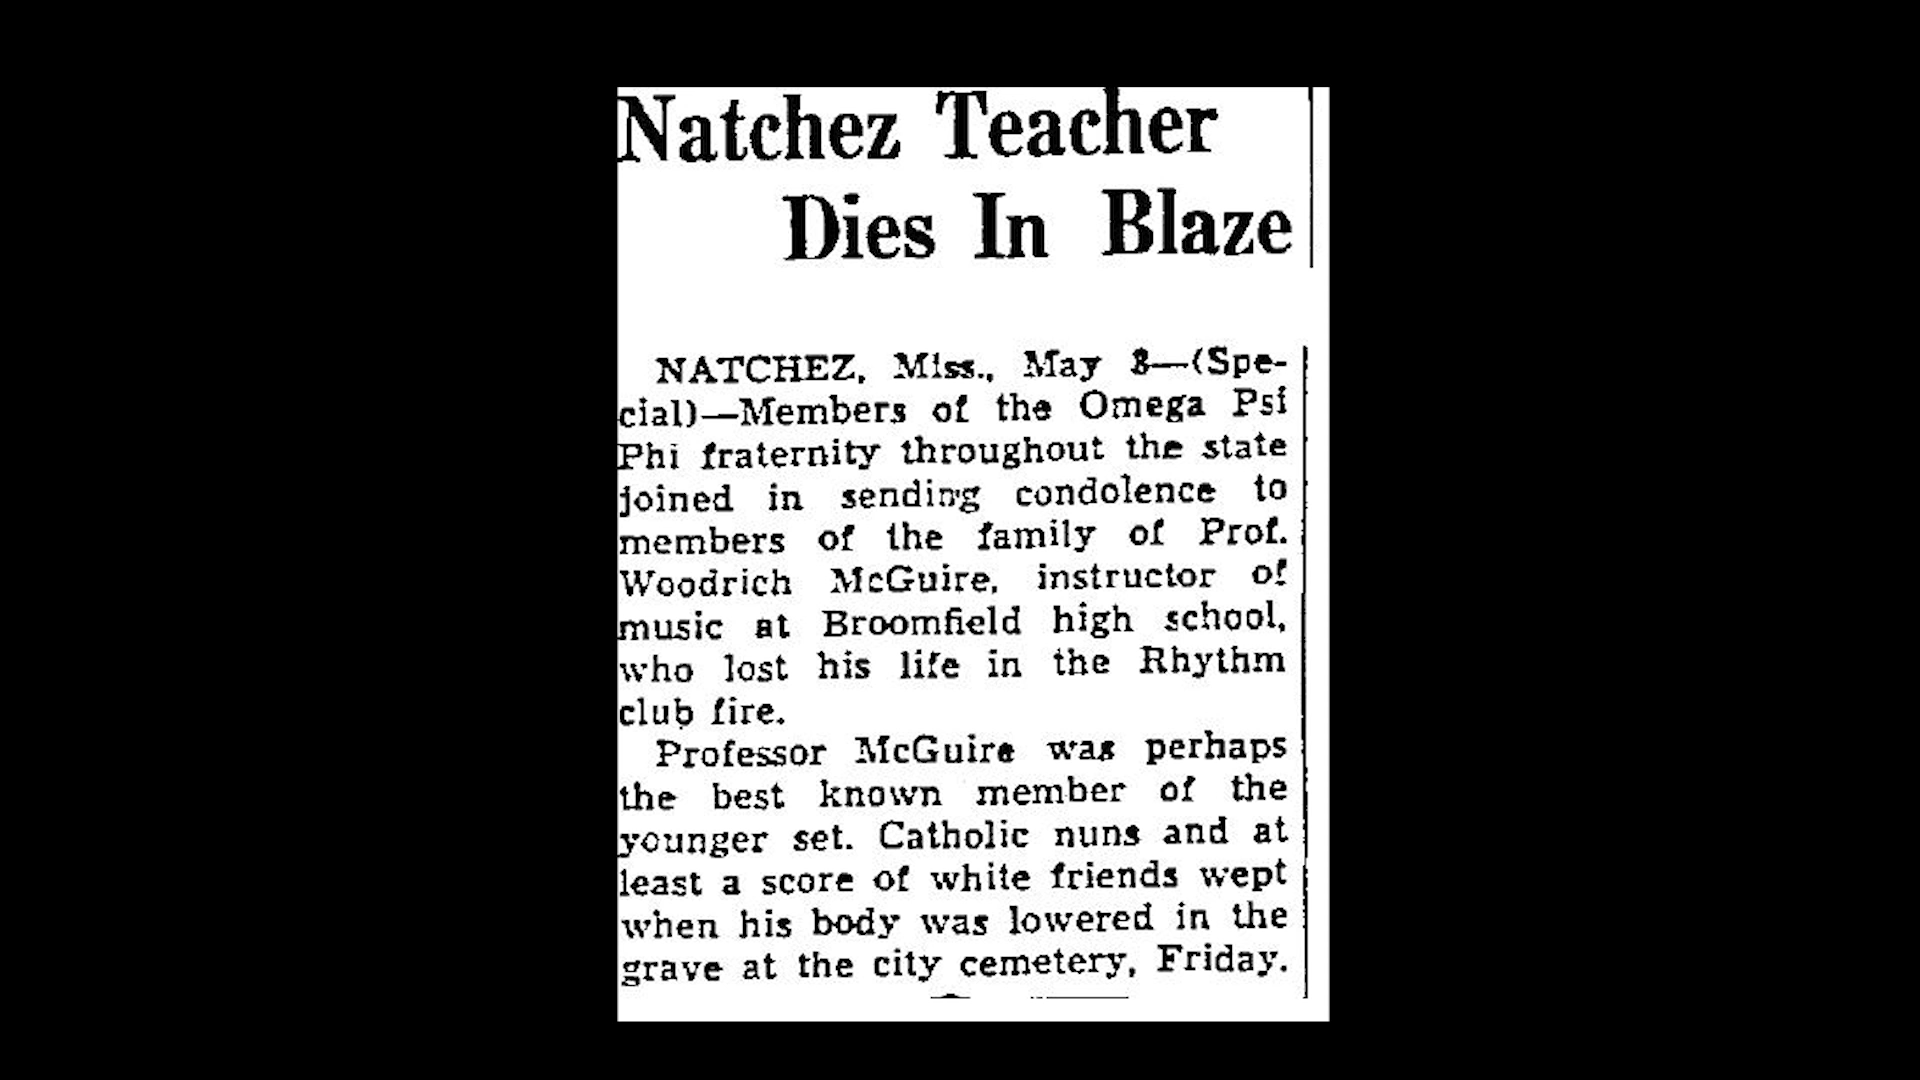 Natchez Teacher
Dies In Blaze
NATCHEZ, Miss., May 8—(Spe-
cial)—Members of the Omega Psi
Phi fraternity throughout the state
joined in sending condolence to
members of the family of Prof.
Woodrich McGuire, instructor of
music at Broomfield high school,
who lost his life in the Rhythm
club fire.
Professor McGuire was perhaps
the best known member of the
younger set. Catholic nuns and at
least a score of white friends wept
when his body was lowered in the
grave at the city cemetery, Friday.